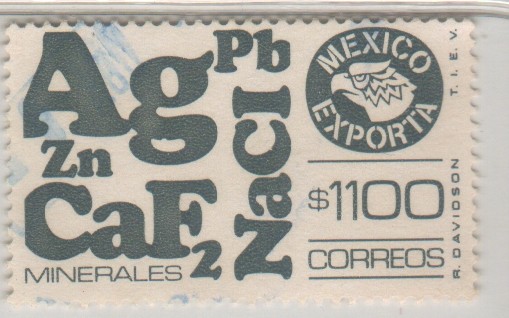 Ag
Pb
Zn
NaCl
CaF2
MINERALES
MEXICO
EXPORTA
$1100
CORREOS
R. DAVIDSON
T. I. E. V.